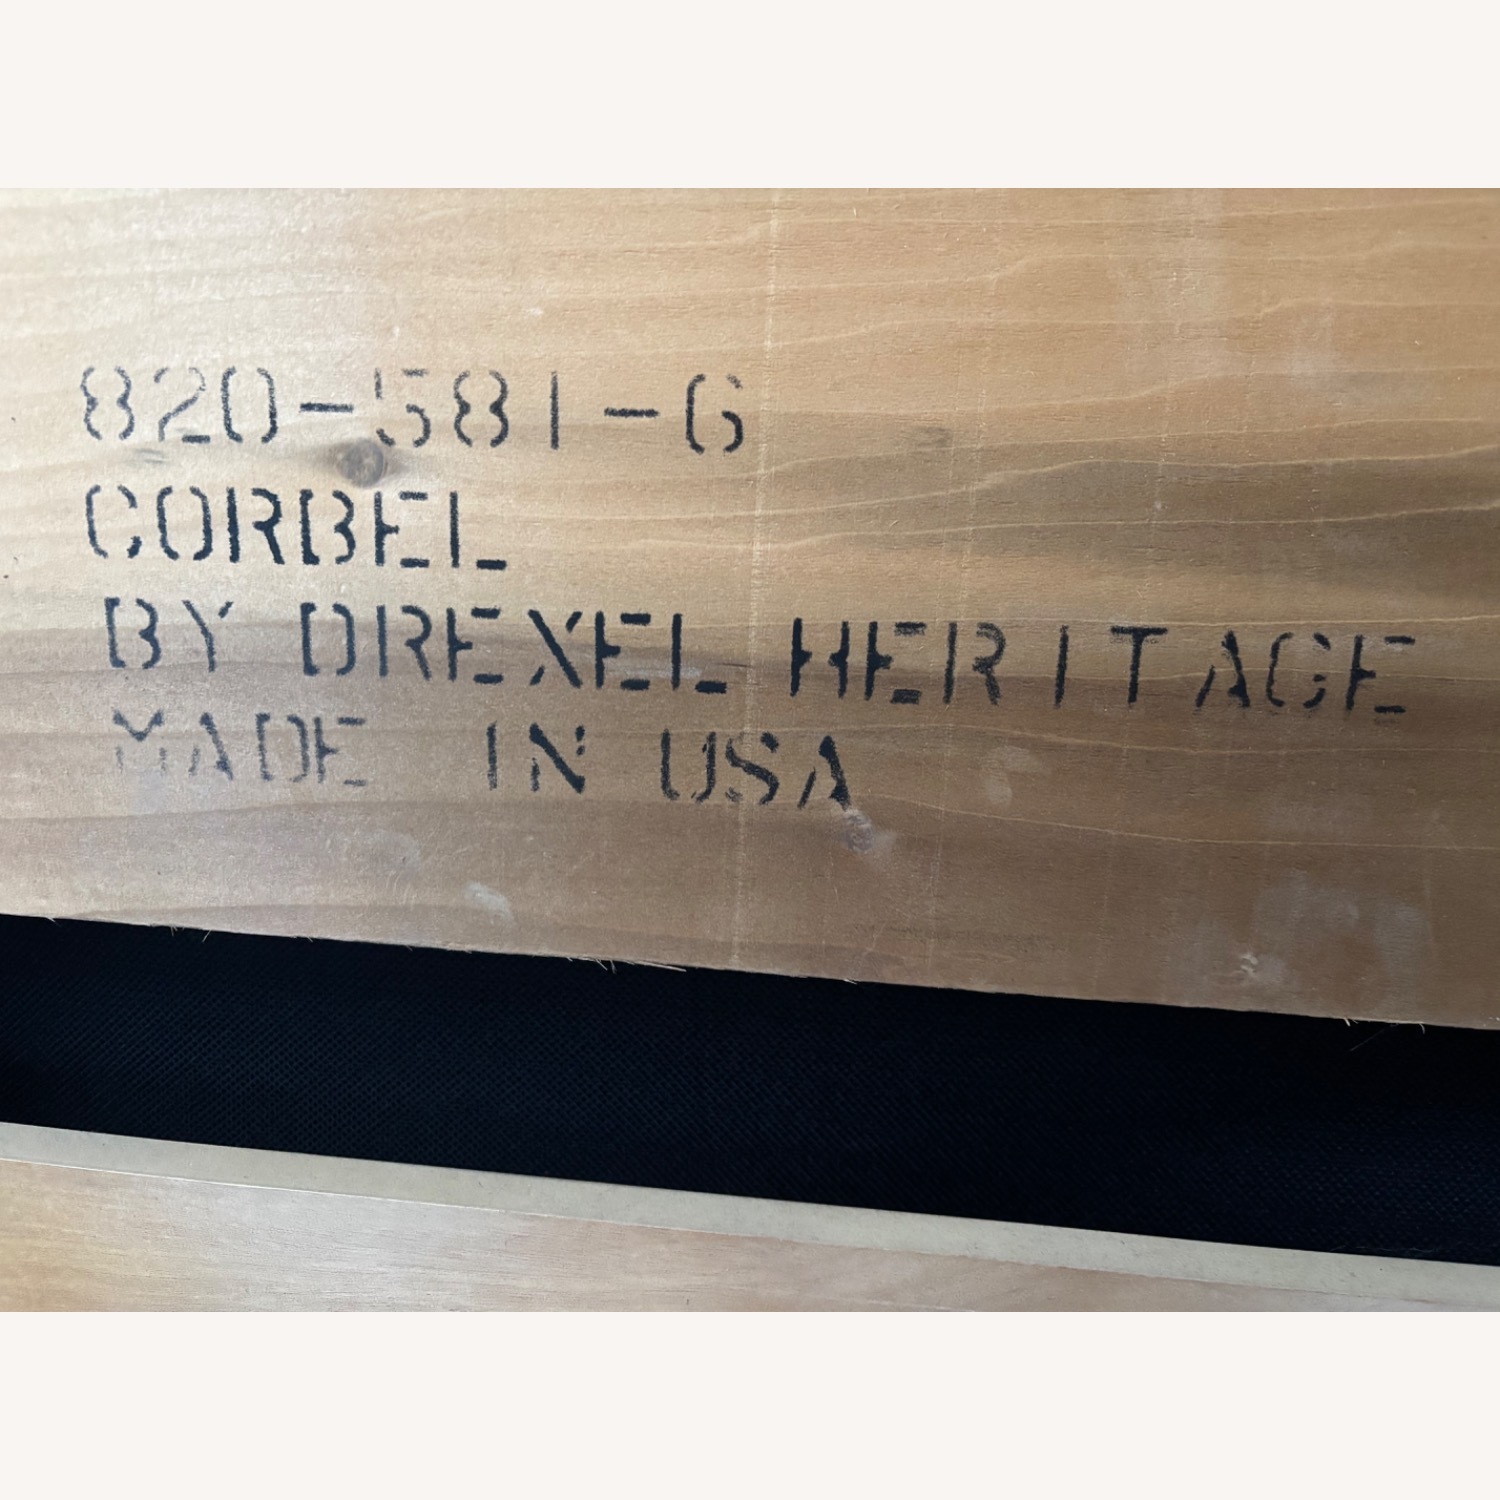 820-581-6
CORBEL
BY DREXEL HERITAGE
MADE IN USA